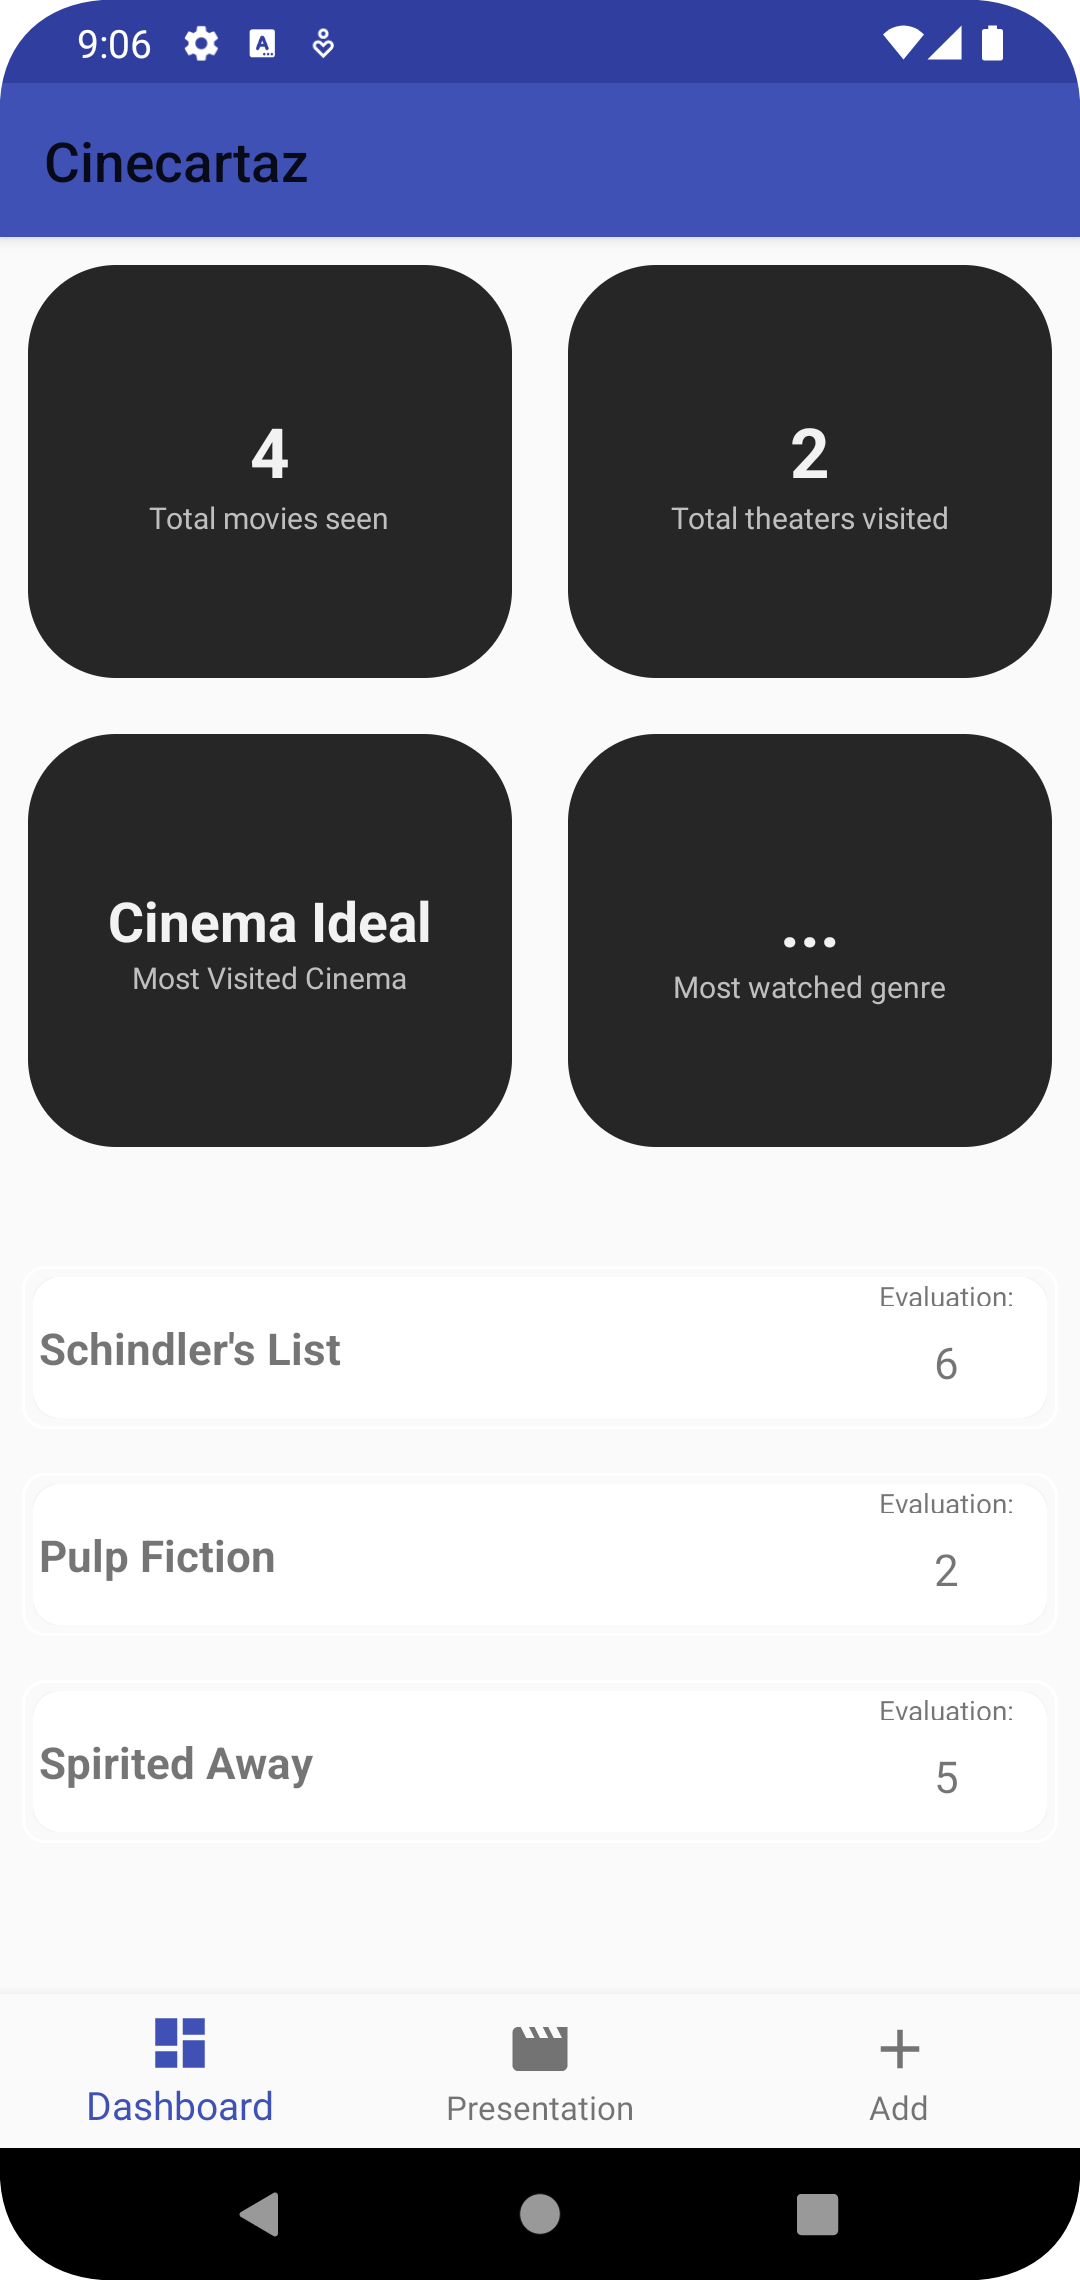 9:06
Cinecartaz
4
Total movies seen
2
Total theaters visited
Cinema Ideal
Most Visited Cinema
...
Most watched genre
Evaluation:
Schindler's List
6
Evaluation:
Pulp Fiction
2
Evaluation:
Spirited Away
5
Dashboard
Presentation
Add